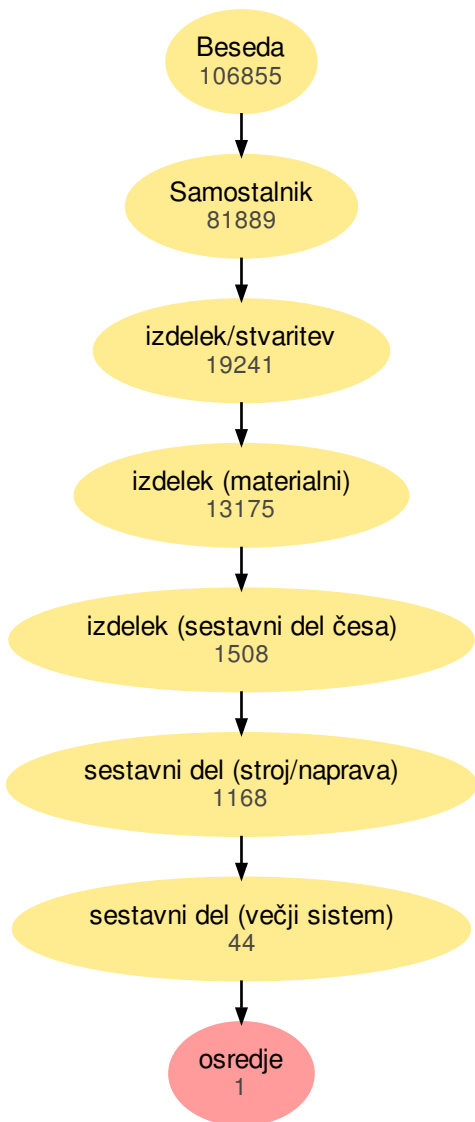 Beseda
106855
Samostalnik
81889
izdelek/stvaritev
19241
izdelek (materialni)
13175
izdelek (sestavni del česa)
1508
sestavni del (stroj/naprava)
1168
sestavni del (večji sistem)
44
osredje
1